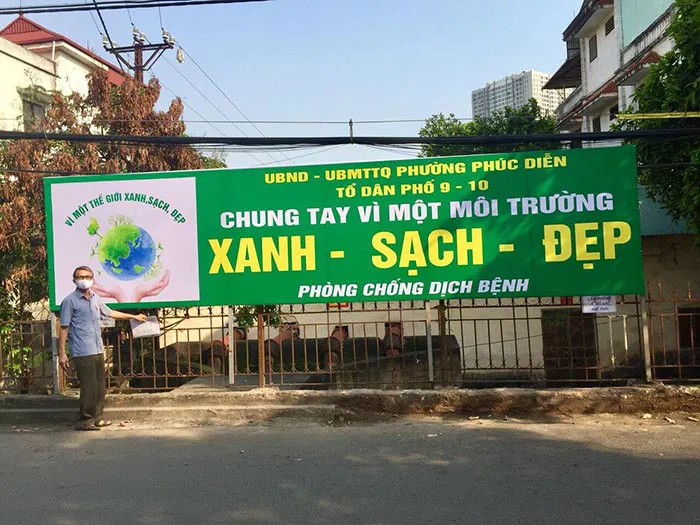 VÌ MỘT THẾ GIỚI XANH, SẠCH, ĐẸP
UBND - UBMTTQ PHƯỜNG PHÚC DIỄN
TỔ DÂN PHỐ 9 - 10
CHUNG TAY VÌ MỘT MÔI TRƯỜNG
XANH - SẠCH - ĐẸP
PHÒNG CHỐNG DỊCH BỆNH